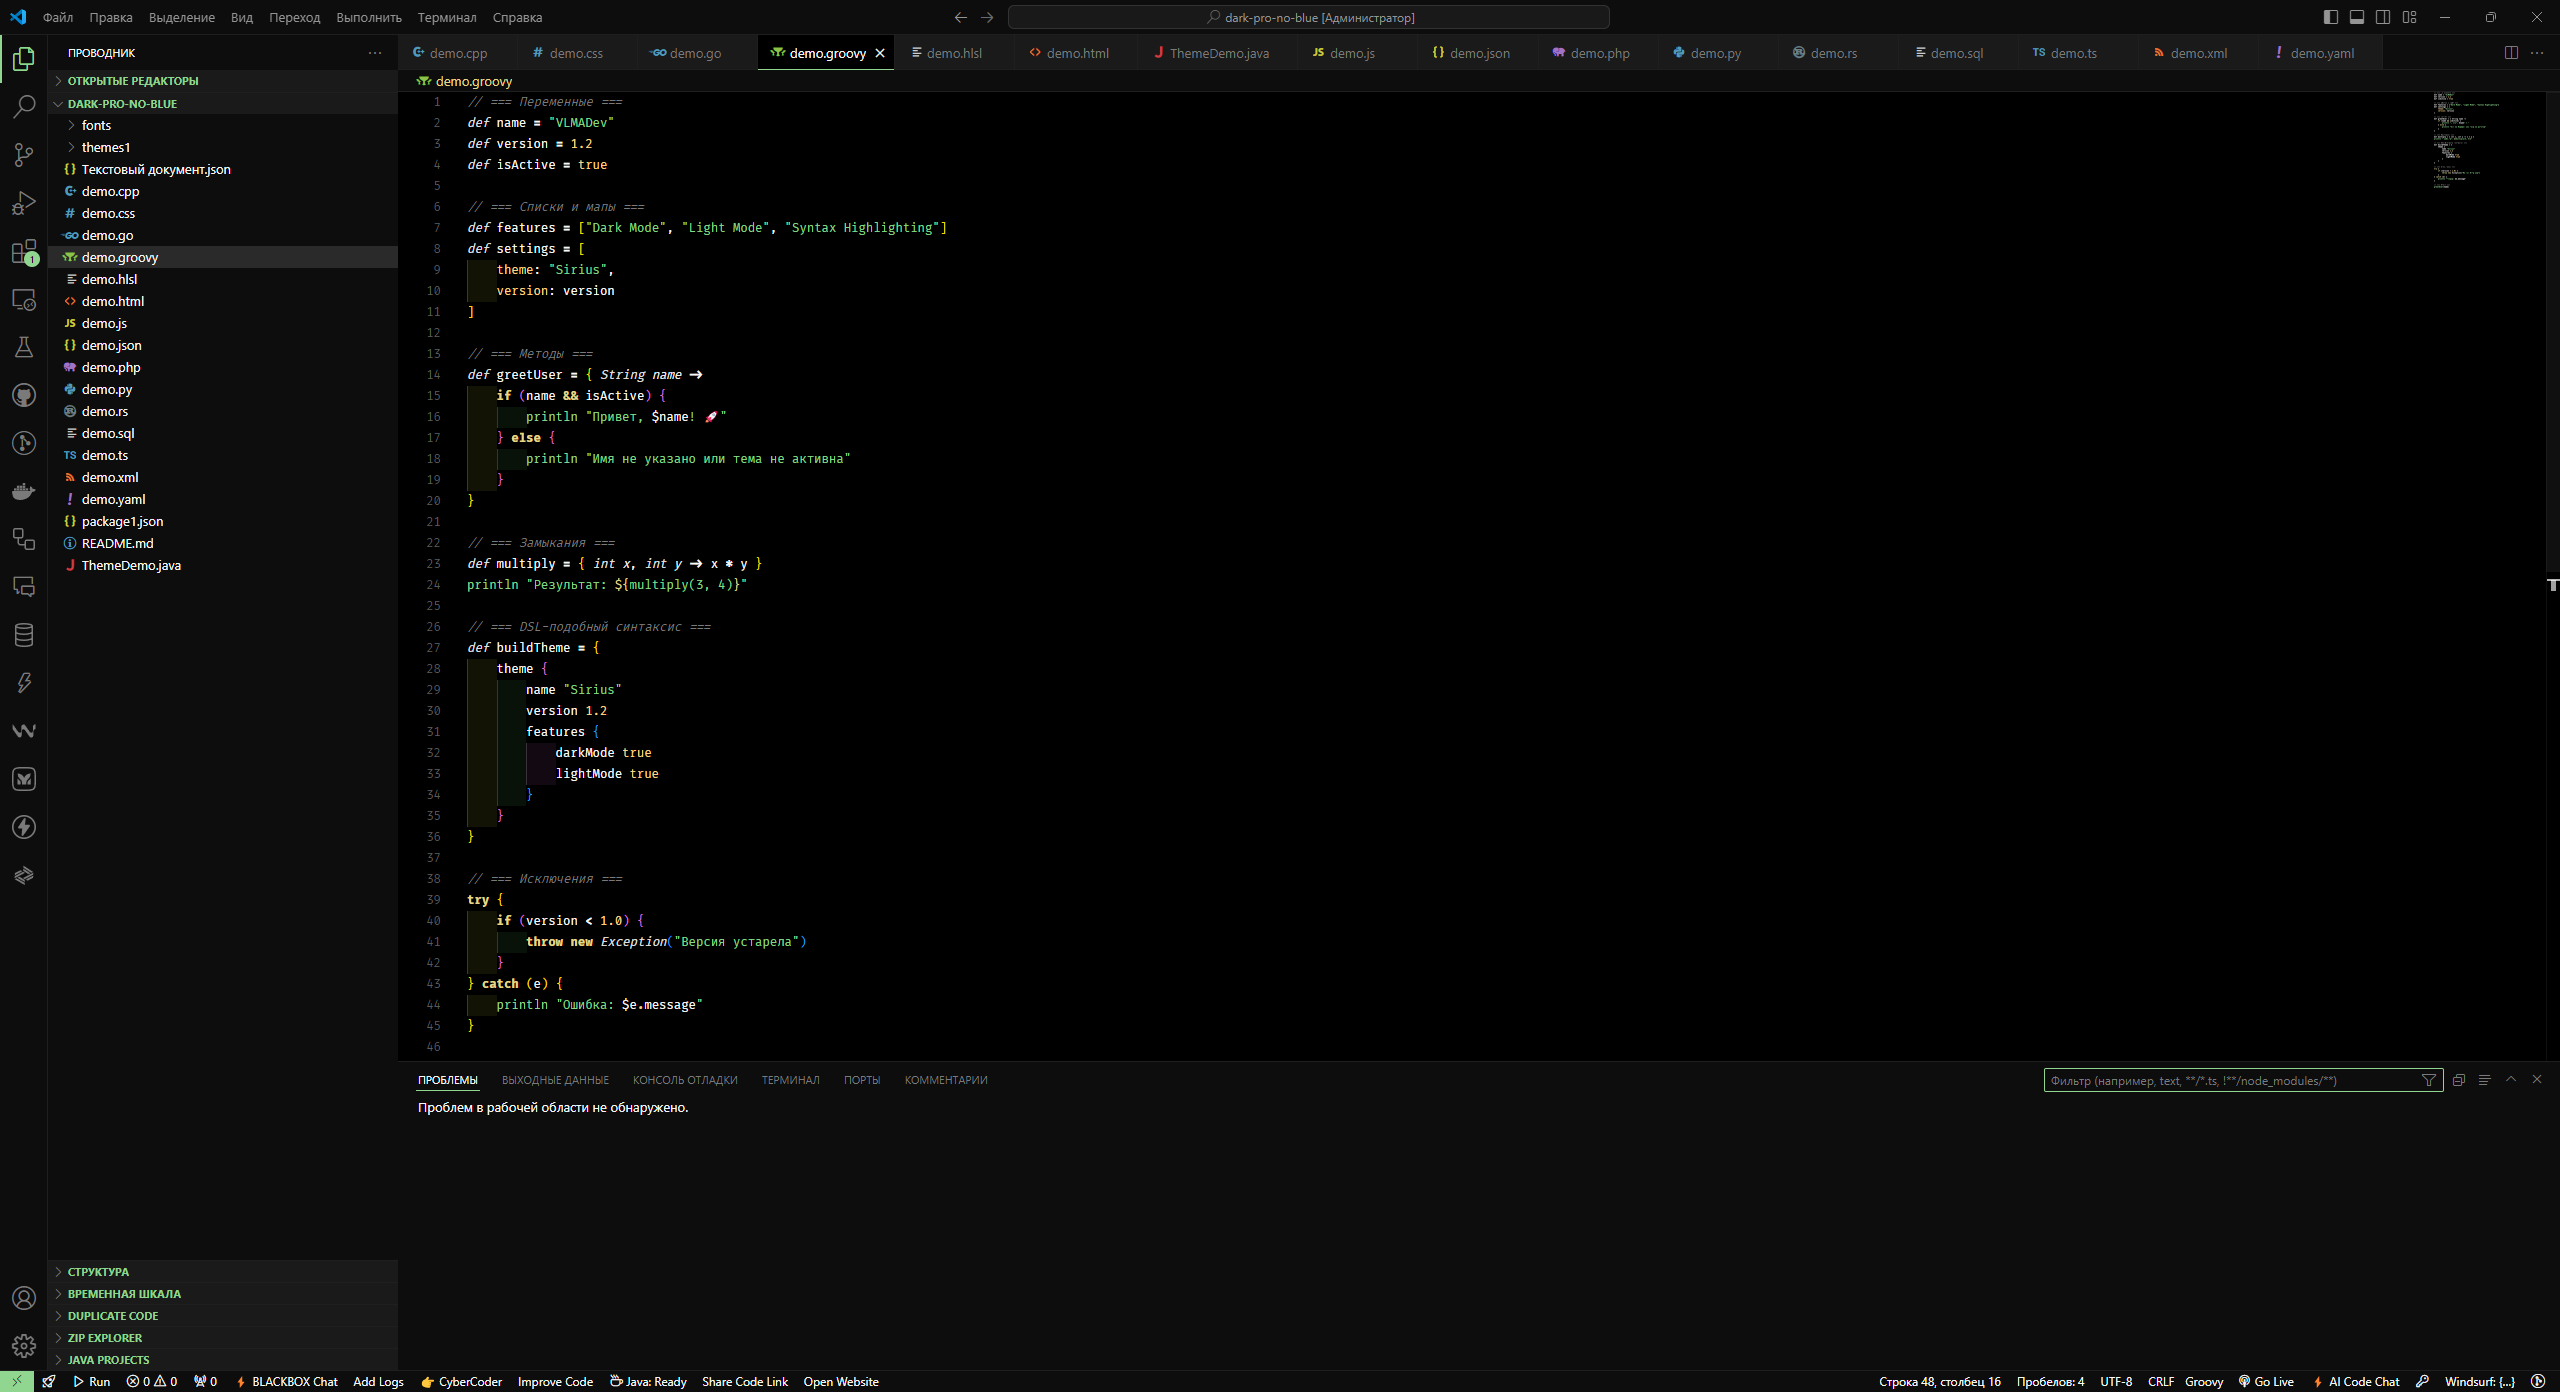 Файл Правка Выделение Вид Переход Выполнить Терминал Справка
dark-pro-no-blue [Администратор]
ПРОВОДНИК
ОТКРЫТЫЕ РЕДАКТОРЫ
DARK-PRO-NO-BLUE
fonts
themes1
Текстовый документ.json
demo.cpp
demo.css
demo.go
demo.groovy
demo.hlsl
demo.html
demo.js
demo.json
demo.php
demo.py
demo.rs
demo.sql
demo.ts
demo.xml
demo.yaml
package1.json
README.md
ThemeDemo.java
СТРУКТУРА
ВРЕМЕННАЯ ШКАЛА
DUPLICATE CODE
ZIP EXPLORER
JAVA PROJECTS
demo.cpp demo.css demo.go demo.groovy demo.hlsl demo.html ThemeDemo.java demo.js demo.json demo.php demo.py demo.rs demo.sql demo.ts demo.xml demo.yaml
demo.groovy
1 // === Переменные ===
2 def name = "VLMADev"
3 def version = 1.2
4 def isActive = true
5
6 // === Списки и мапы ===
7 def features = ["Dark Mode", "Light Mode", "Syntax Highlighting"]
8 def settings = [
9 theme: "Sirius",
10 version: version
11 ]
12
13 // === Методы ===
14 def greetUser = { String name ->
15 if (name && isActive) {
16 println "Привет, $name! 🚀"
17 } else {
18 println "Имя не указано или тема не активна"
19 }
20 }
21
22 // === Замыкания ===
23 def multiply = { int x, int y -> x * y }
24 println "Результат: ${multiply(3, 4)}"
25
26 // === DSL-подобный синтаксис ===
27 def buildTheme = {
28 theme {
29 name "Sirius"
30 version 1.2
31 features {
32 darkMode true
33 lightMode true
34 }
35 }
36 }
37
38 // === Исключения ===
39 try {
40 if (version < 1.0) {
41 throw new Exception("Версия устарела")
42 }
43 } catch (e) {
44 println "Ошибка: $e.message"
45 }
46
ПРОБЛЕМЫ ВЫХОДНЫЕ ДАННЫЕ КОНСОЛЬ ОТЛАДКИ ТЕРМИНАЛ ПОРТЫ КОММЕНТАРИИ
Фильтр (например, text, **/*.ts, !**/node_modules/**)
Проблем в рабочей области не обнаружено.
Run 0 0 0 BLACKBOX Chat Add Logs CyberCoder Improve Code Java: Ready Share Code Link Open Website
Строка 48, столбец 16 Пробелов: 4 UTF-8 CRLF Groovy Go Live AI Code Chat Windsurf: {...}